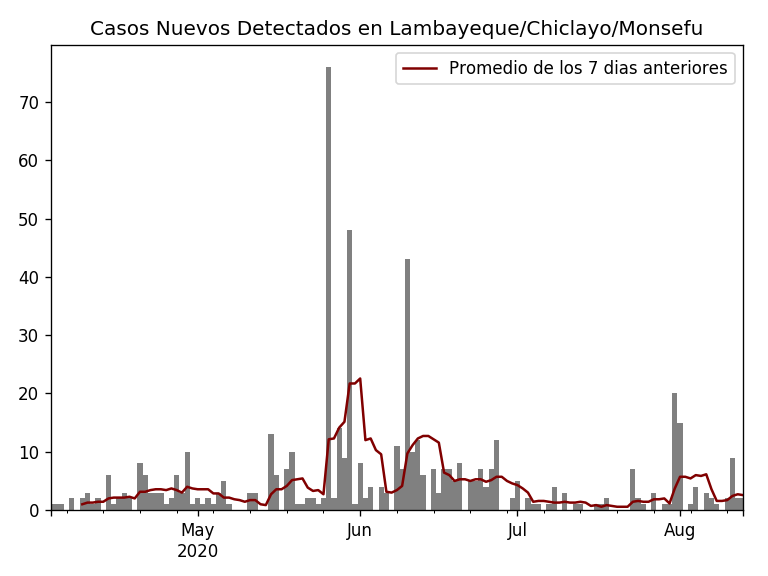 Casos Nuevos Detectados en Lambayeque/Chiclayo/Monsefu
Promedio de los 7 dias anteriores
70
60
50
40
30
20
10
0
May
2020
Jun
Jul
Aug